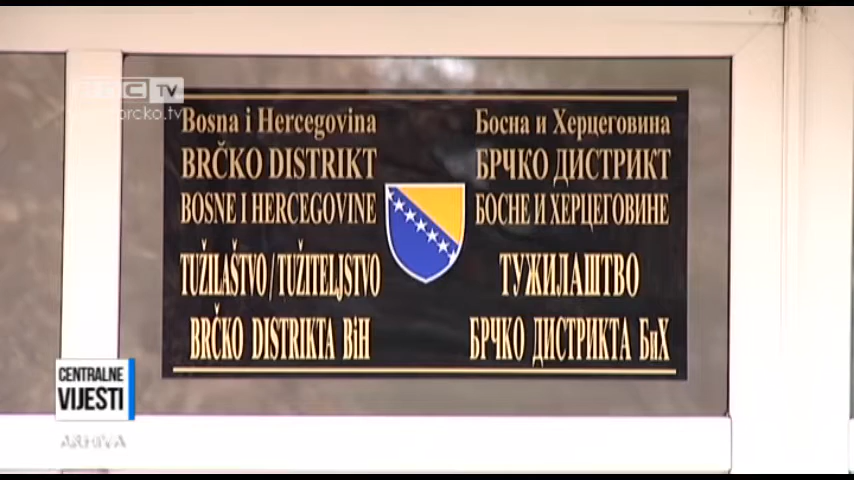 TV
brcko.tv
Bosna i Hercegovina
BRČKO DISTRIKT
BOSNE I HERCEGOVINE
TUŽILAŠTVO / TUŽITELJSTVO
BRČKO DISTRIKTA BiH
Босна и Херцеговина
БРЧКО ДИСТРИКТ
БОСНЕ И ХЕРЦЕГОВИНЕ
ТУЖИЛАШТВО
БРЧКО ДИСТРИКТА БиХ
CENTRALNE
VIJESTI
ARHIVA